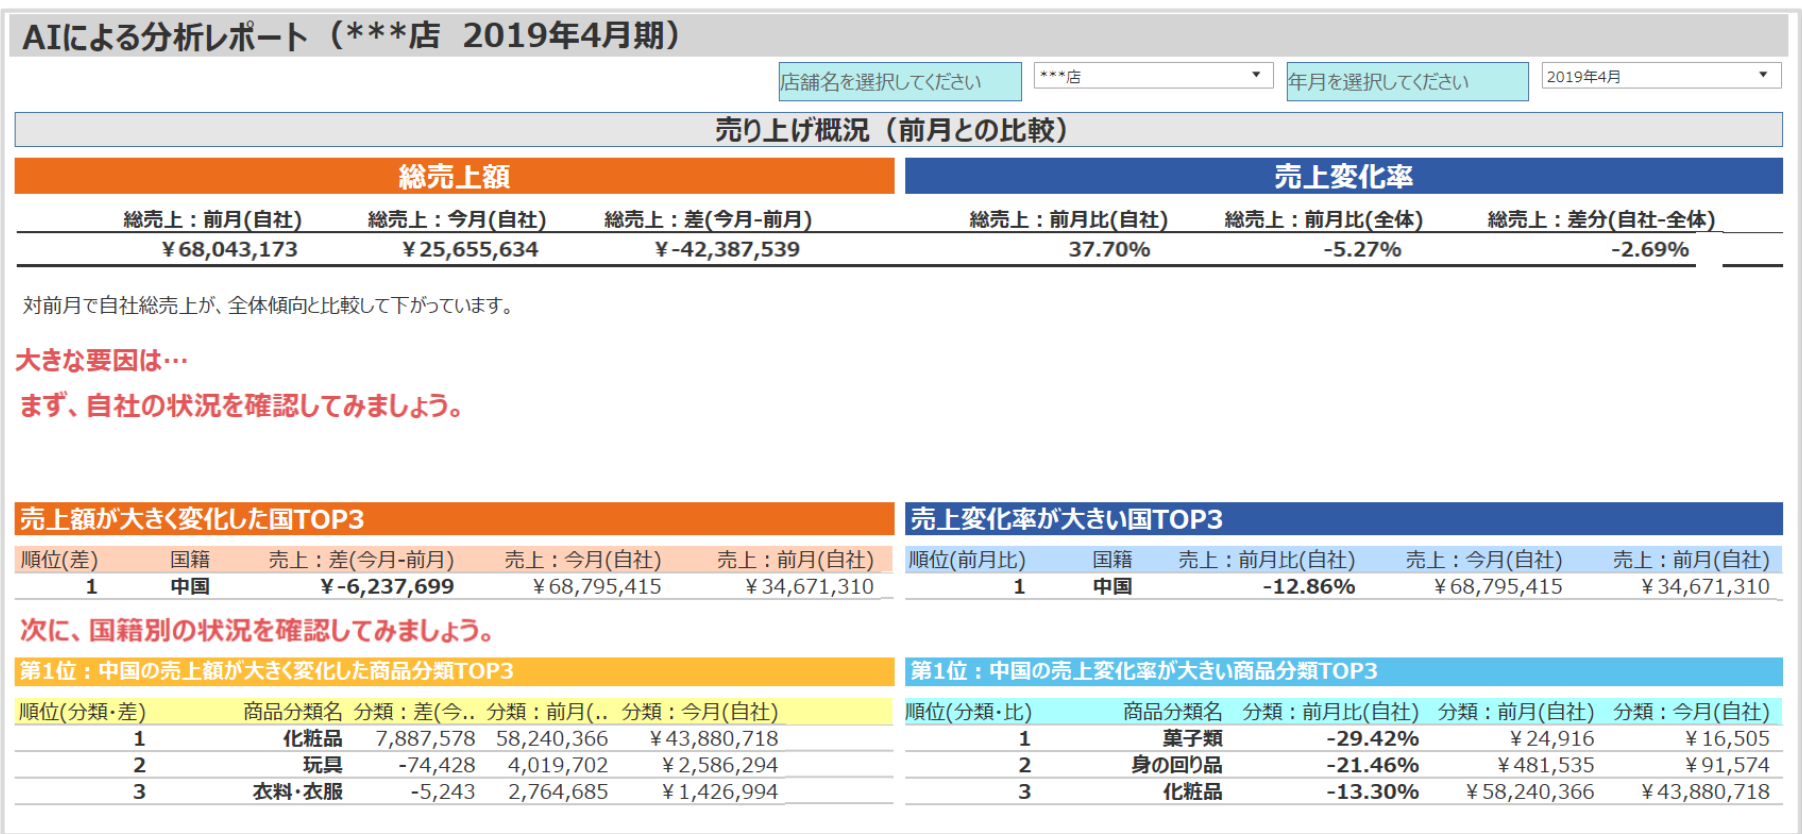 AIによる分析レポート（***店 2019年4月期）
店舗名を選択してください ***店 年月を選択してください 2019年4月
売り上げ概況（前月との比較）
総売上額 売上変化率
総売上：前月(自社) 総売上：今月(自社) 総売上：差(今月-前月) 総売上：前月比(自社) 総売上：前月比(全体) 総売上：差分(自社-全体)
¥68,043,173 ¥25,655,634 ¥-42,387,539 37.70% -5.27% -2.69%
対前月で自社総売上が、全体傾向と比較して下がっています。
大きな要因は…
まず、自社の状況を確認してみましょう。
売上額が大きく変化した国TOP3 売上変化率が大きい国TOP3
順位(差) 国籍 売上：差(今月-前月) 売上：今月(自社) 売上：前月(自社) 順位(前月比) 国籍 売上：前月比(自社) 売上：今月(自社) 売上：前月(自社)
1 中国 ¥-6,237,699 ¥68,795,415 ¥34,671,310 1 中国 -12.86% ¥68,795,415 ¥34,671,310
次に、国籍別の状況を確認してみましょう。
第1位：中国の売上額が大きく変化した商品分類TOP3 第1位：中国の売上変化率が大きい商品分類TOP3
順位(分類･差) 商品分類名 分類：差(今.. 分類：前月(.. 分類：今月(自社) 順位(分類･比) 商品分類名 分類：前月比(自社) 分類：前月(自社) 分類：今月(自社)
1 化粧品 7,887,578 58,240,366 ¥43,880,718 1 菓子類 -29.42% ¥24,916 ¥16,505
2 玩具 -74,428 4,019,702 ¥2,586,294 2 身の回り品 -21.46% ¥481,535 ¥91,574
3 衣料･衣服 -5,243 2,764,685 ¥1,426,994 3 化粧品 -13.30% ¥58,240,366 ¥43,880,718